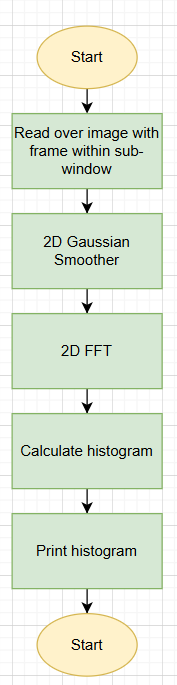 Start
Read over image with
frame within sub-
window
2D Gaussian
Smoother
2D FFT
Calculate histogram
Print histogram
Start